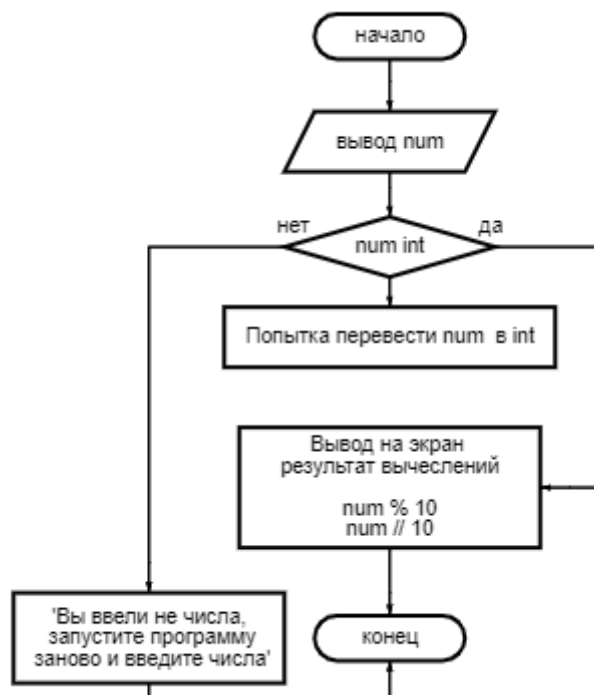 начало
вывод num
нет
да
num int
Попытка перевести num в int
Вывод на экран
результат вычеслений
num % 10
num // 10
'Вы ввели не числа,
запустите программу
заново и введите числа'
конец